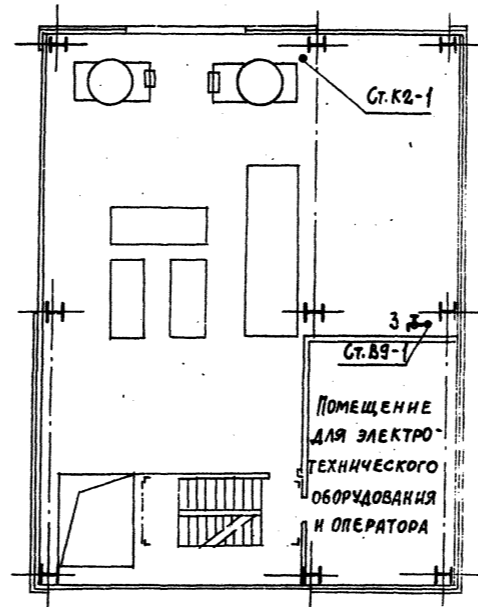 Ст.К2-1
3
Ст.В9-1
ПОМЕЩЕНИЕ
ДЛЯ ЭЛЕКТРО-
ТЕХНИЧЕСКОГО
ОБОРУДОВАНИЯ
И ОПЕРАТОРА